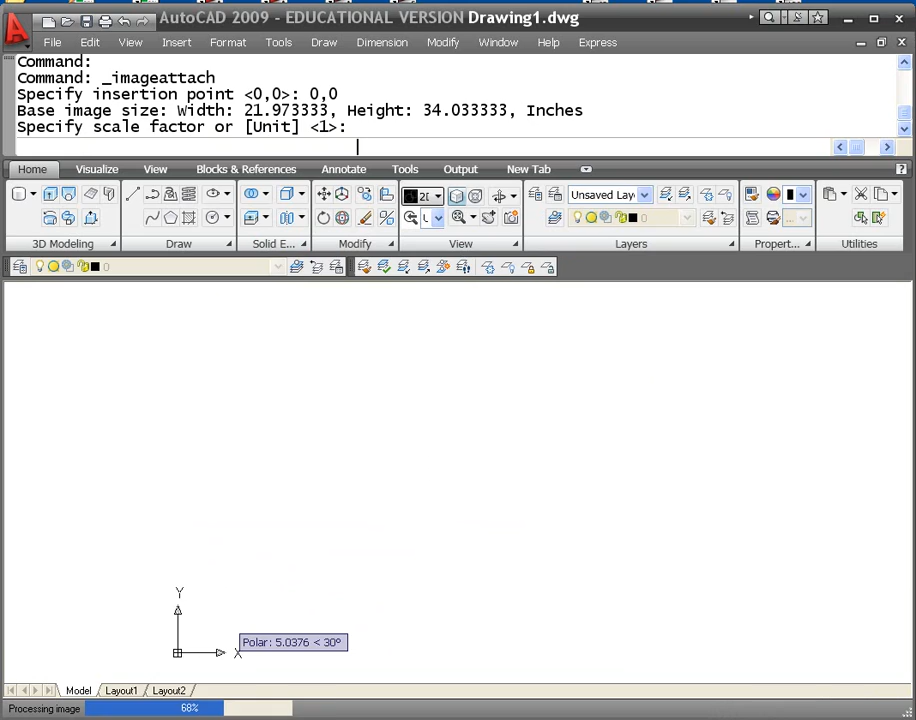 AutoCAD 2009 - EDUCATIONAL VERSION Drawing1.dwg
File Edit View Insert Format Tools Draw Dimension Modify Window Help Express
Command:
Command: _imageattach
Specify insertion point <0,0>: 0,0
Base image size: Width: 21.973333, Height: 34.033333, Inches
Specify scale factor or [Unit] <1>:
Home Visualize View Blocks & References Annotate Tools Output New Tab
Unsaved Lay
0
3D Modeling Draw Solid E... Modify View Layers Propert... Utilities
0
Y
Polar: 5.0376 < 30°
X
Model Layout1 Layout2
Processing image 68%